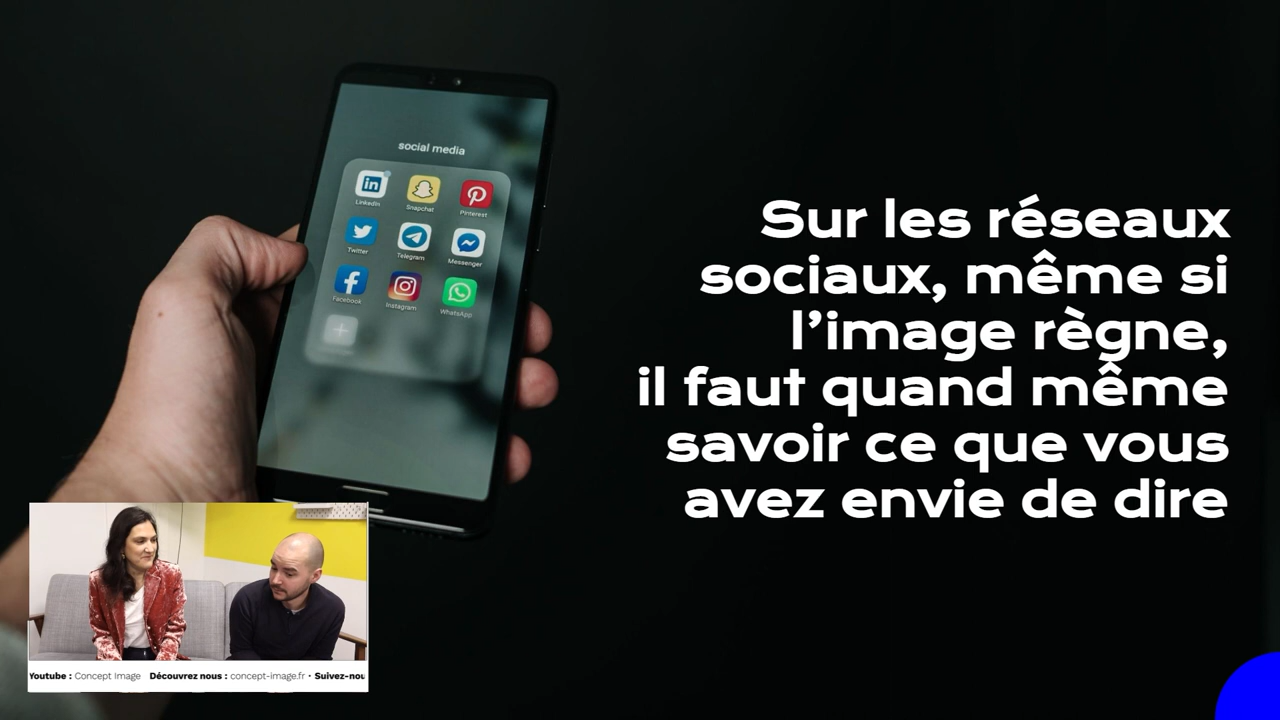 social media
LinkedIn
Snapchat
Pinterest
Twitter
Telegram
Messenger
Facebook
Instagram
WhatsApp
Sur les réseaux
sociaux, même si
l’image règne,
il faut quand même
savoir ce que vous
avez envie de dire
Youtube : Concept Image Découvrez nous : concept-image.fr • Suivez-nou